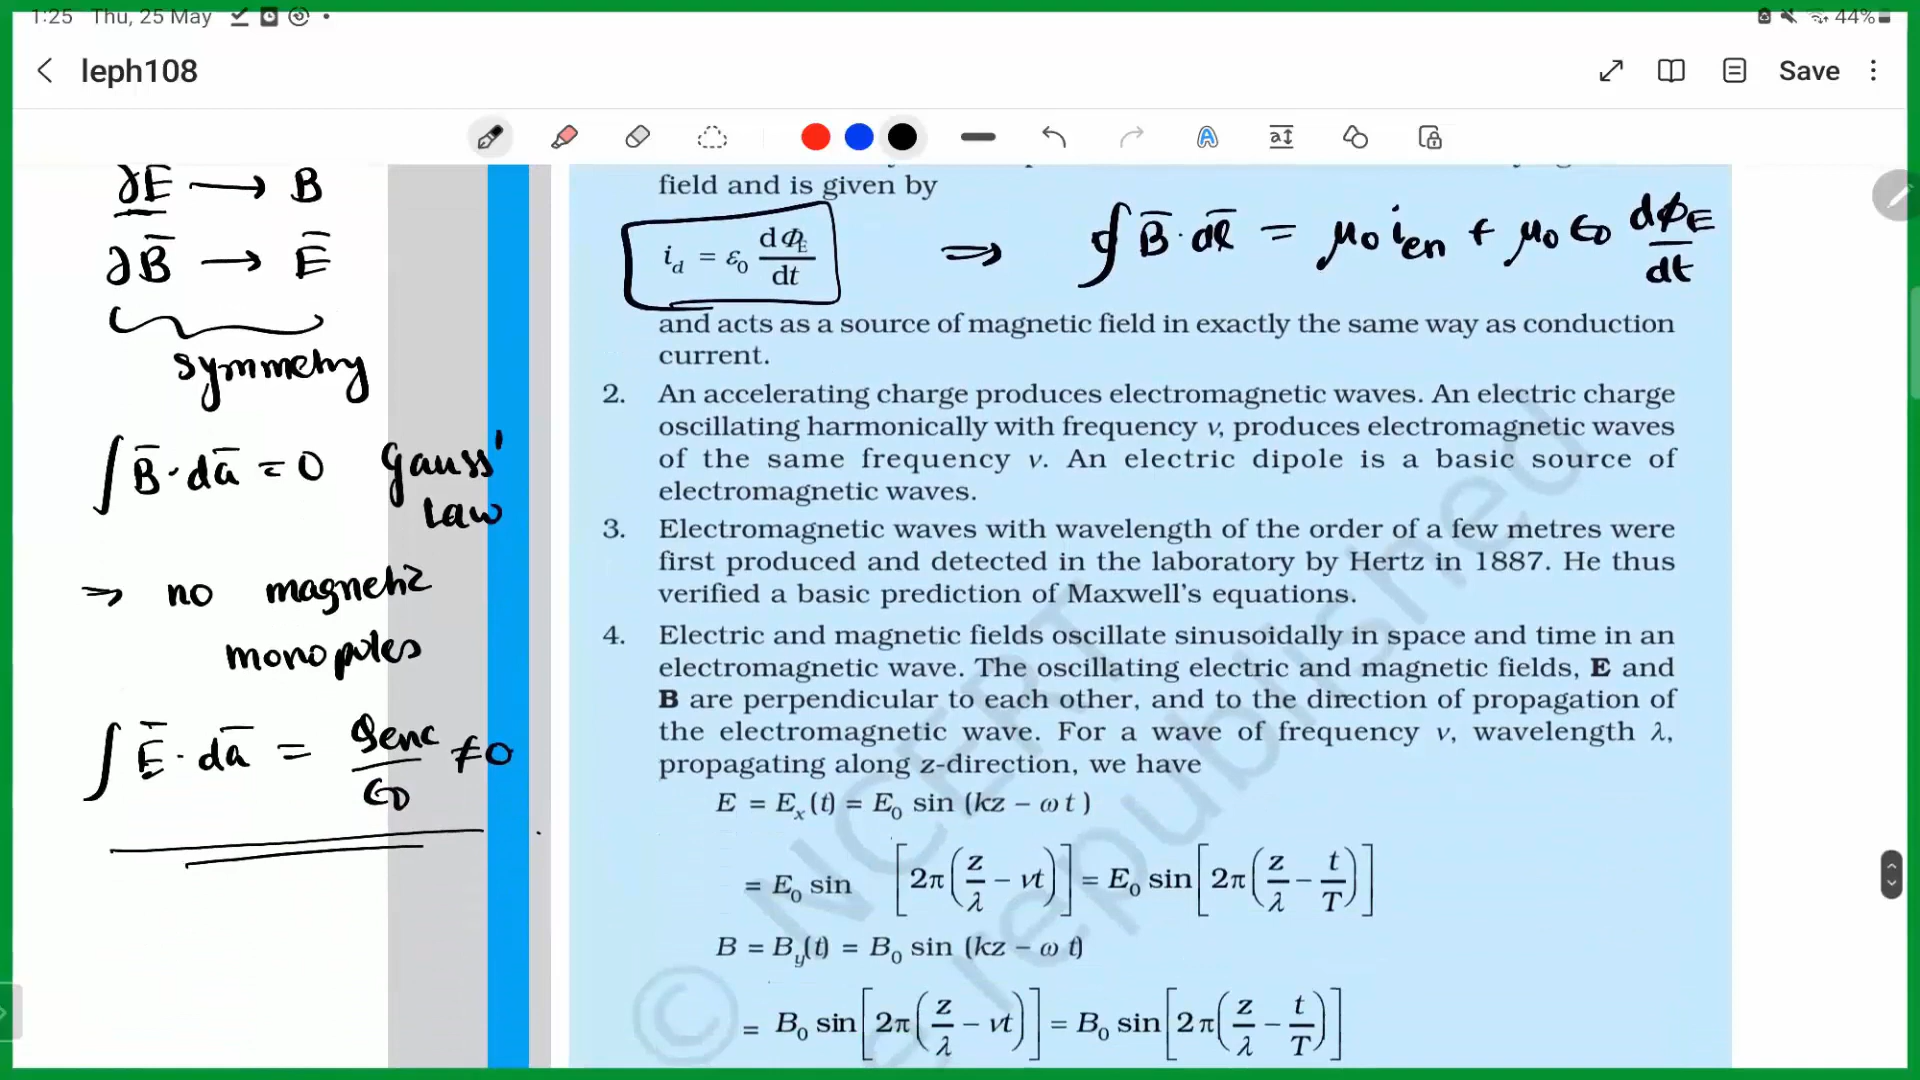 1:25 Thu, 25 May
44%
leph108
Save
∂E → B
∂B̄ → Ē
symmetry
∫ B̄ · dā = 0 Gauss' Law
→ no magnetic
monopoles
∫ Ē · dā = qenc/ϵ0 ≠ 0
field and is given by
i_d = ε₀ dΦ_E/dt ⇒ ∮ B̄ · dl̄ = μ₀ i_en + μ₀ ϵ₀ dϕ_E/dt
and acts as a source of magnetic field in exactly the same way as conduction
current.
2. An accelerating charge produces electromagnetic waves. An electric charge
oscillating harmonically with frequency ν, produces electromagnetic waves
of the same frequency ν. An electric dipole is a basic source of
electromagnetic waves.
3. Electromagnetic waves with wavelength of the order of a few metres were
first produced and detected in the laboratory by Hertz in 1887. He thus
verified a basic prediction of Maxwell's equations.
4. Electric and magnetic fields oscillate sinusoidally in space and time in an
electromagnetic wave. The oscillating electric and magnetic fields, E and
B are perpendicular to each other, and to the direction of propagation of
the electromagnetic wave. For a wave of frequency ν, wavelength λ,
propagating along z-direction, we have
E = E_x(t) = E₀ sin (kz − ω t )
= E₀ sin [2π(z/λ − νt)] = E₀ sin[2π(z/λ − t/T)]
B = B_y(t) = B₀ sin (kz − ω t)
= B₀ sin[2π(z/λ − νt)] = B₀ sin[2π(z/λ − t/T)]
© NCERT
republished